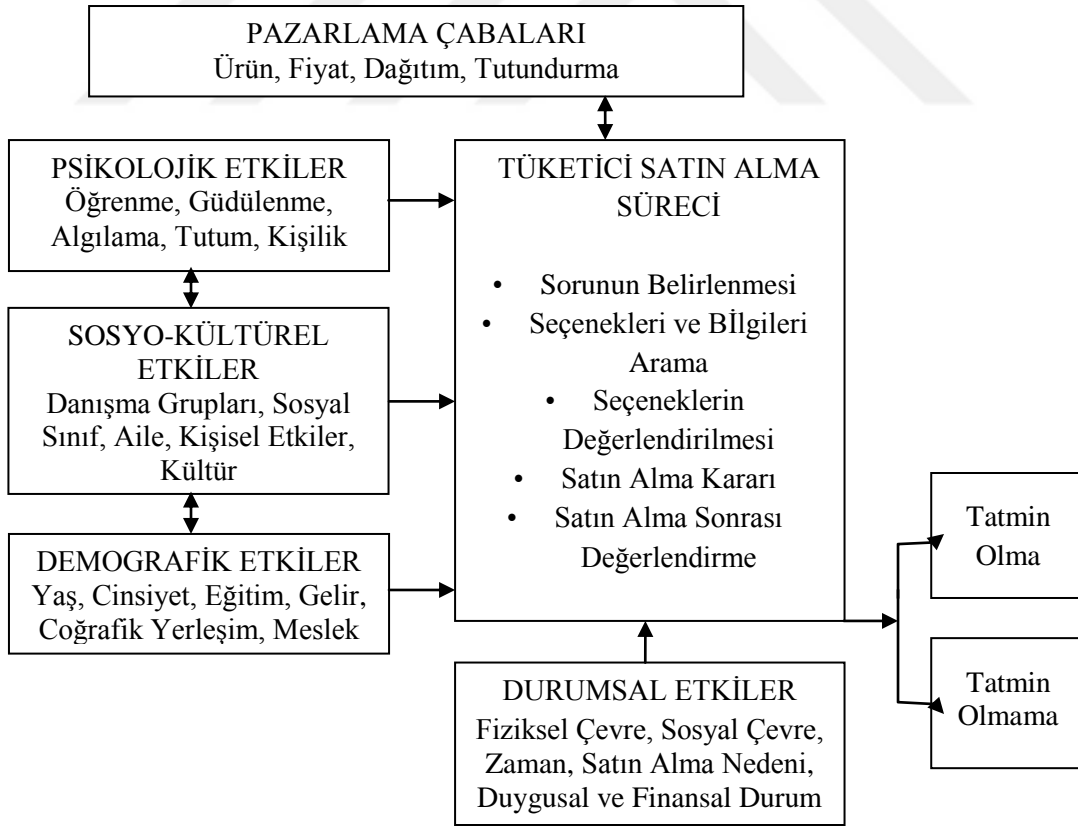 PAZARLAMA ÇABALARI
Ürün, Fiyat, Dağıtım, Tutundurma
PSİKOLOJİK ETKİLER
Öğrenme, Güdülenme,
Algılama, Tutum, Kişilik
SOSYO-KÜLTÜREL
ETKİLER
Danışma Grupları, Sosyal
Sınıf, Aile, Kişisel Etkiler,
Kültür
DEMOGRAFİK ETKİLER
Yaş, Cinsiyet, Eğitim, Gelir,
Coğrafik Yerleşim, Meslek
TÜKETİCİ SATIN ALMA
SÜRECİ
• Sorunun Belirlenmesi
• Seçenekleri ve Bİlgileri
Arama
• Seçeneklerin
Değerlendirilmesi
• Satın Alma Kararı
• Satın Alma Sonrası
Değerlendirme
DURUMSAL ETKİLER
Fiziksel Çevre, Sosyal Çevre,
Zaman, Satın Alma Nedeni,
Duygusal ve Finansal Durum
Tatmin
Olma
Tatmin
Olmama